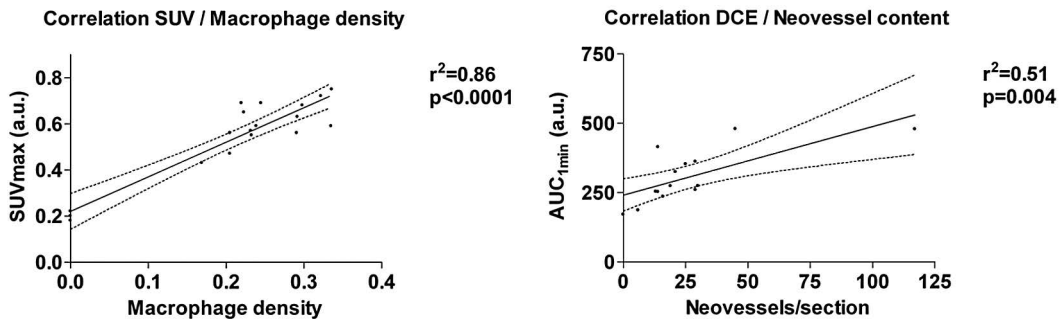 Correlation SUV / Macrophage density
r²=0.86
p<0.0001
SUVmax (a.u.)
0.8
0.6
0.4
0.2
0.0
0.0 0.1 0.2 0.3 0.4
Macrophage density
Correlation DCE / Neovessel content
r²=0.51
p=0.004
AUC₁ₘᵢₙ (a.u.)
750
500
250
0
0 25 50 75 100 125
Neovessels/section